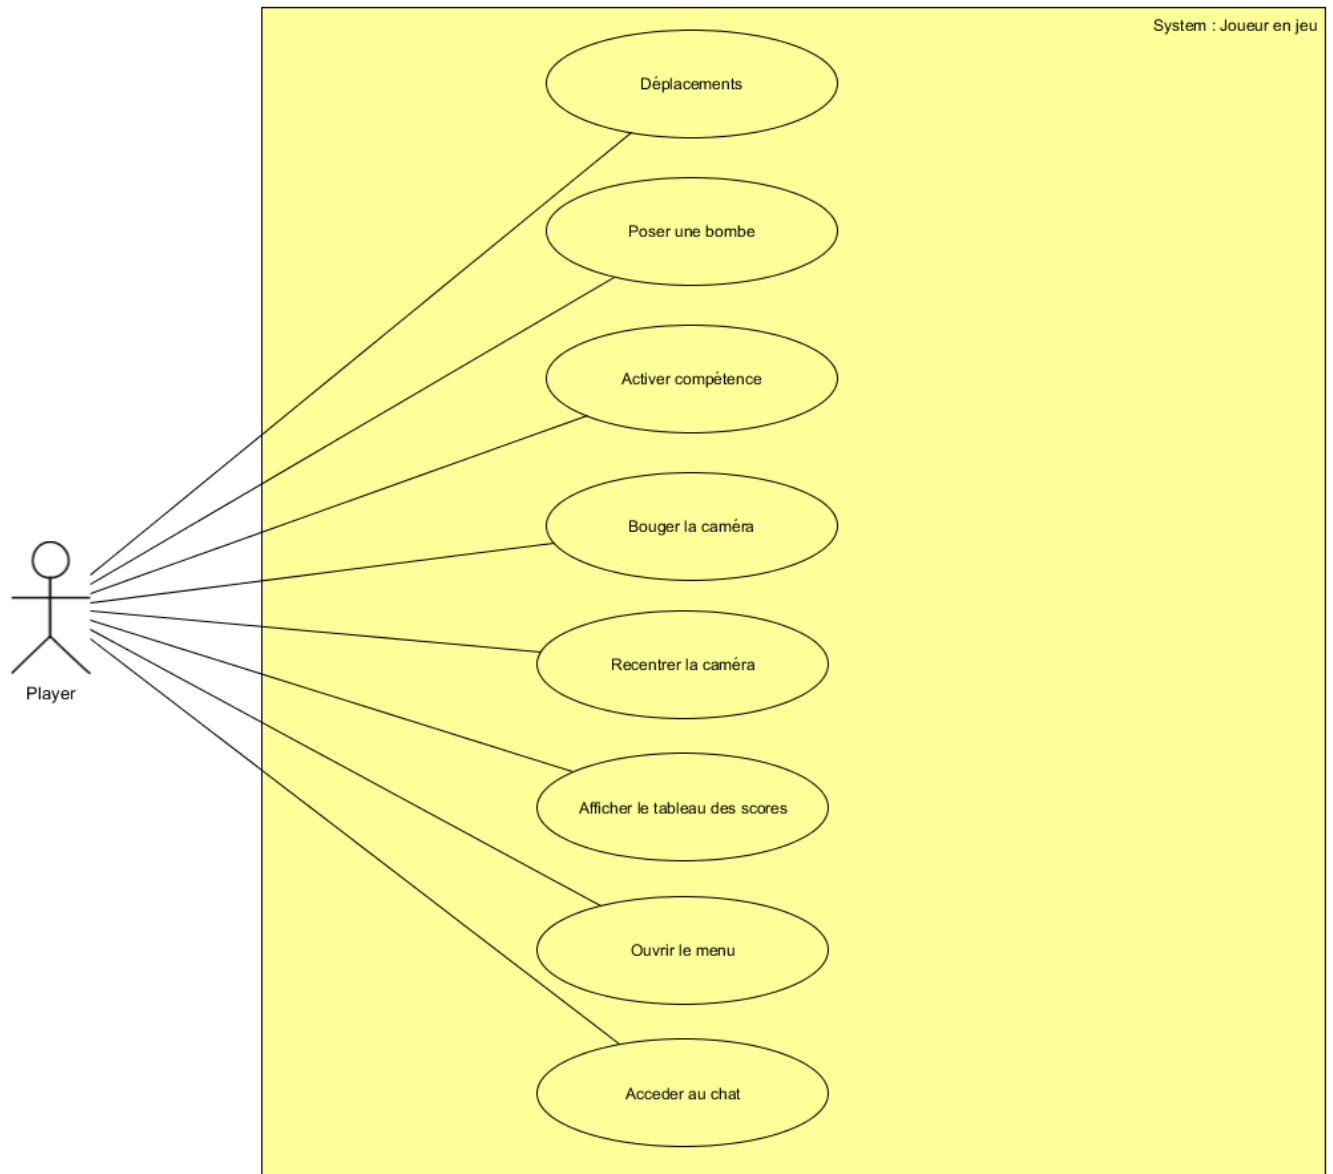 System : Joueur en jeu
Déplacements
Poser une bombe
Activer compétence
Bouger la caméra
Recentrer la caméra
Player
Afficher le tableau des scores
Ouvrir le menu
Acceder au chat